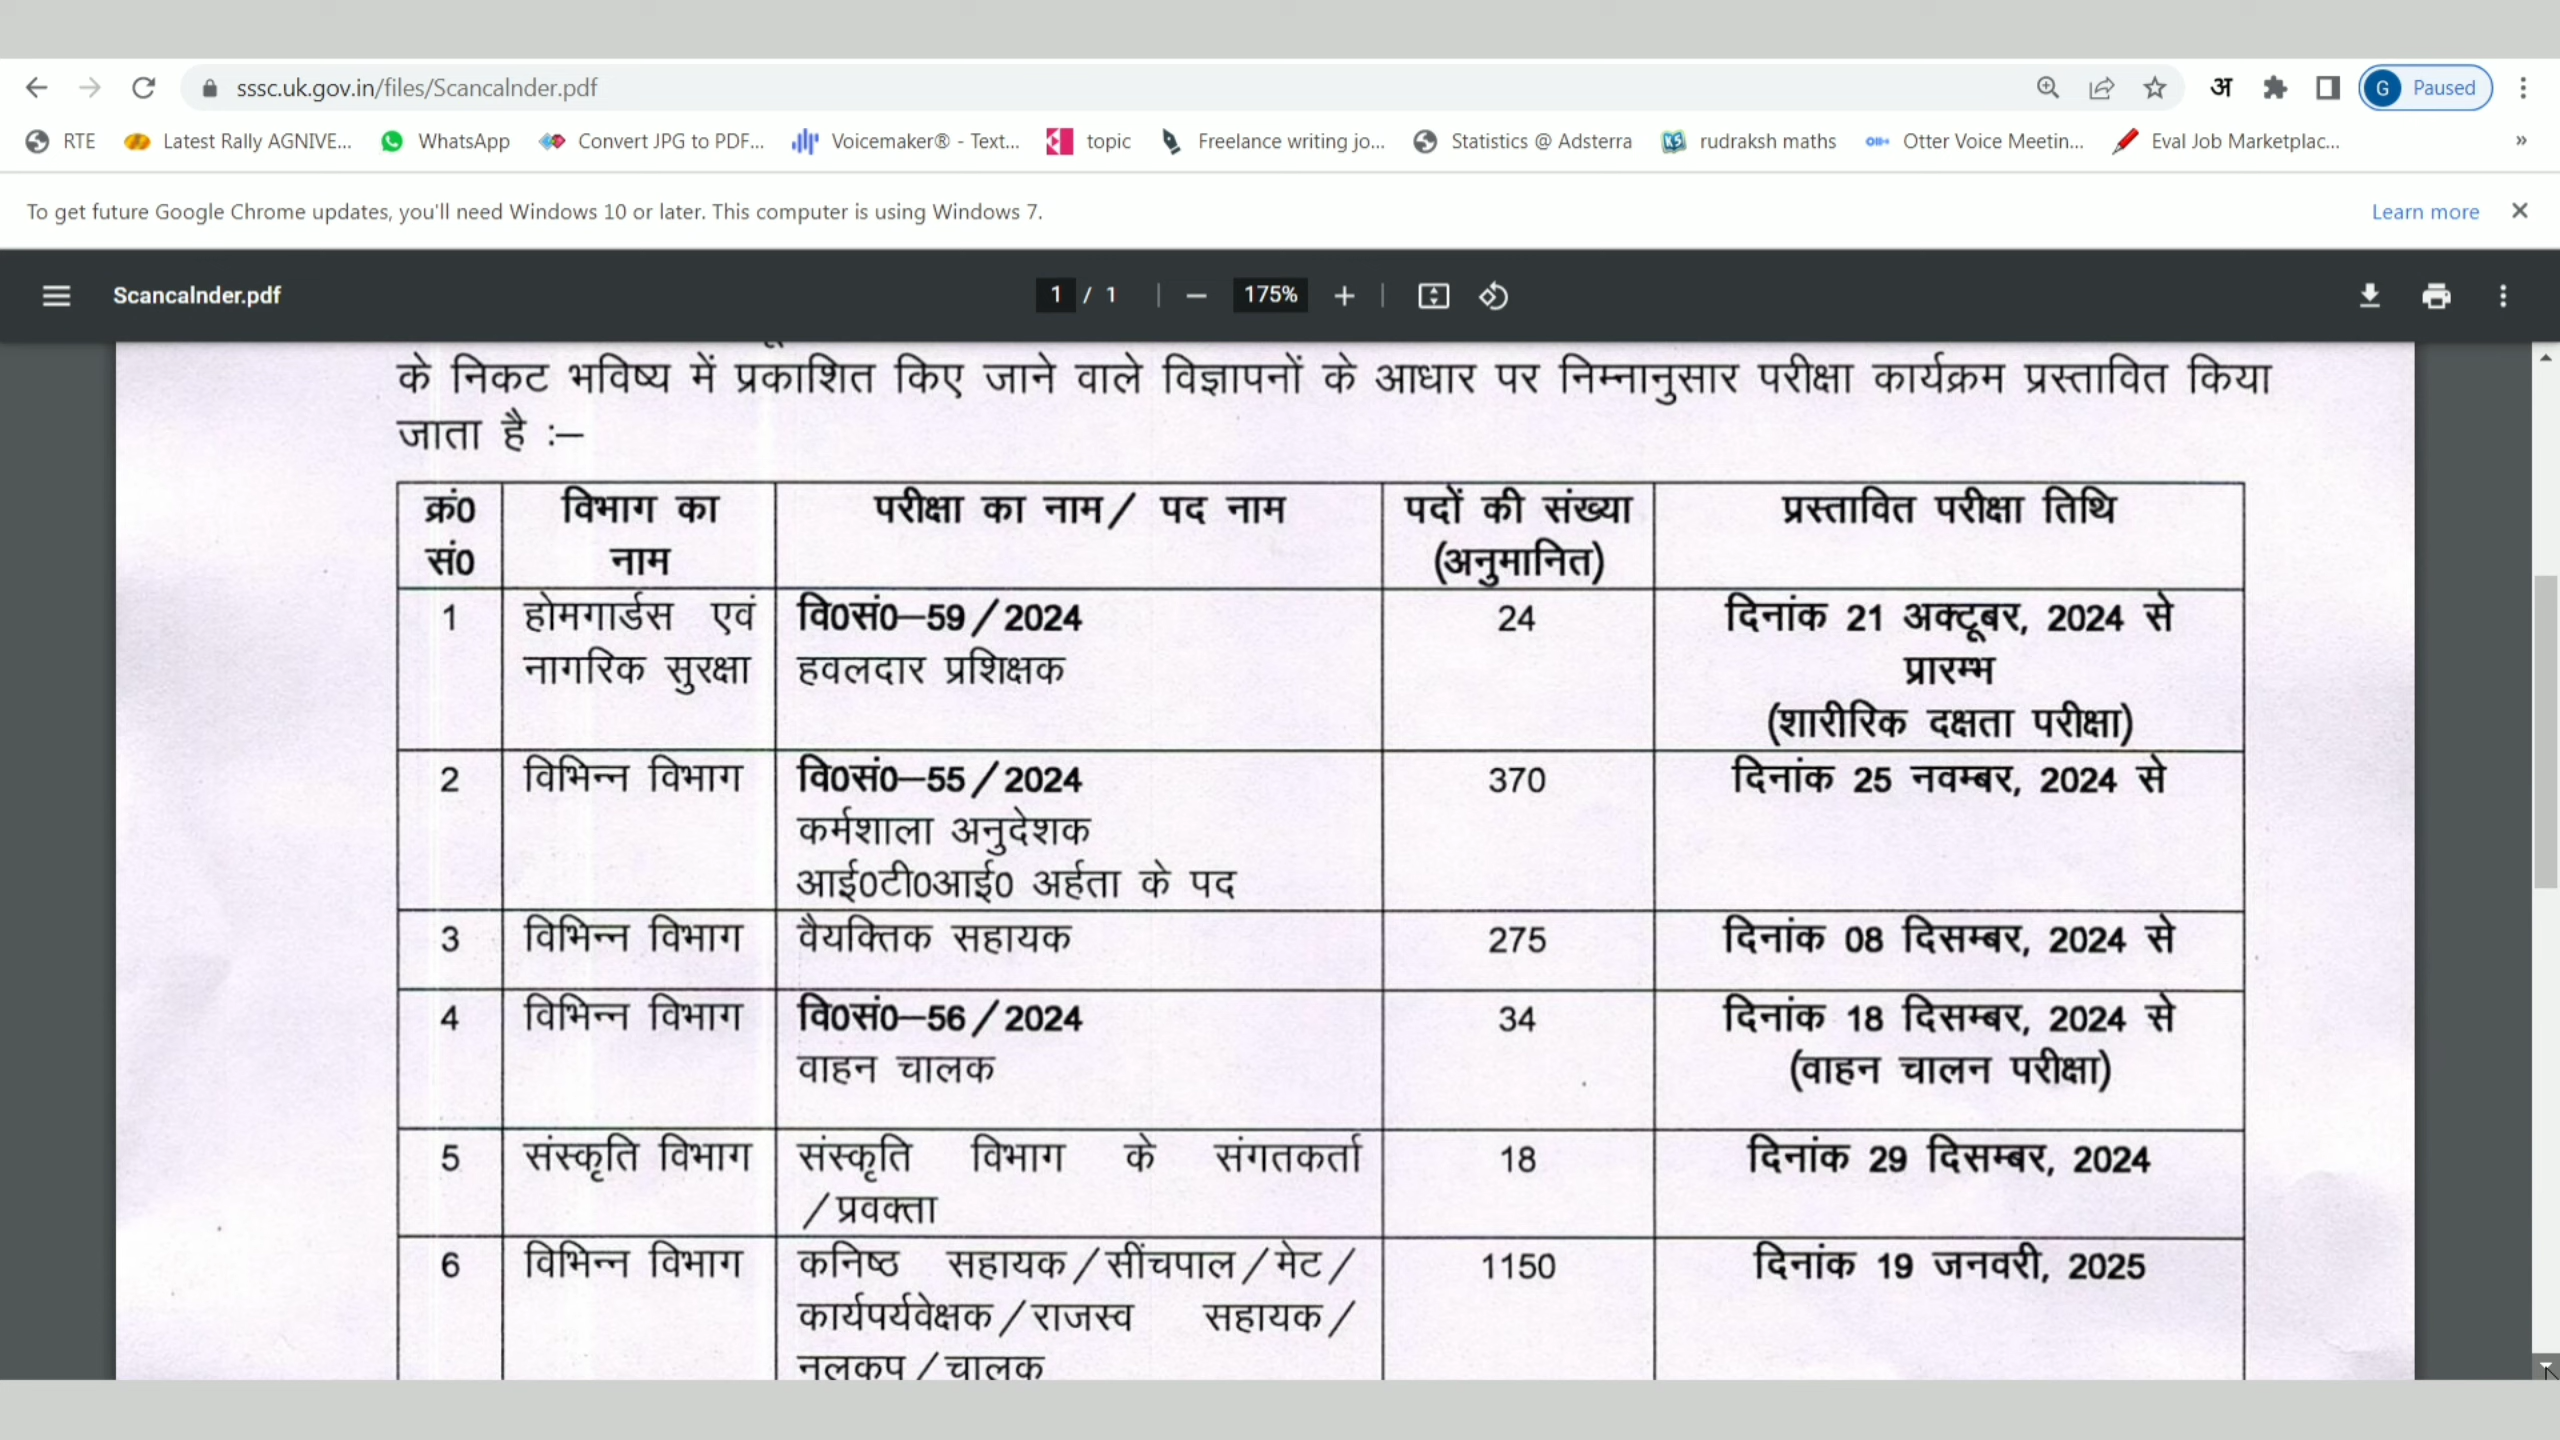 sssc.uk.gov.in/files/Scancalnder.pdf
अ
G Paused
RTE Latest Rally AGNIVE... WhatsApp Convert JPG to PDF... Voicemaker® - Text... topic Freelance writing jo... Statistics @ Adsterra rudraksh maths Otter Voice Meetin... Eval Job Marketplac... »
To get future Google Chrome updates, you'll need Windows 10 or later. This computer is using Windows 7. Learn more
Scancalnder.pdf 1 / 1 175%
के निकट भविष्य में प्रकाशित किए जाने वाले विज्ञापनों के आधार पर निम्नानुसार परीक्षा कार्यक्रम प्रस्तावित किया
जाता है :–
क्रं0 विभाग का परीक्षा का नाम/ पद नाम पदों की संख्या प्रस्तावित परीक्षा तिथि
सं0 नाम (अनुमानित)
1 होमगार्डस एवं वि0सं0–59/2024 24 दिनांक 21 अक्टूबर, 2024 से
नागरिक सुरक्षा हवलदार प्रशिक्षक प्रारम्भ
(शारीरिक दक्षता परीक्षा)
2 विभिन्न विभाग वि0सं0–55/2024 370 दिनांक 25 नवम्बर, 2024 से
कर्मशाला अनुदेशक
आई0टी0आई0 अर्हता के पद
3 विभिन्न विभाग वैयक्तिक सहायक 275 दिनांक 08 दिसम्बर, 2024 से
4 विभिन्न विभाग वि0सं0–56/2024 34 दिनांक 18 दिसम्बर, 2024 से
वाहन चालक (वाहन चालन परीक्षा)
5 संस्कृति विभाग संस्कृति विभाग के संगतकर्ता 18 दिनांक 29 दिसम्बर, 2024
/प्रवक्ता
6 विभिन्न विभाग कनिष्ठ सहायक/सींचपाल/मेट/ 1150 दिनांक 19 जनवरी, 2025
कार्यपर्यवेक्षक/राजस्व सहायक/
नलकूप/चालक